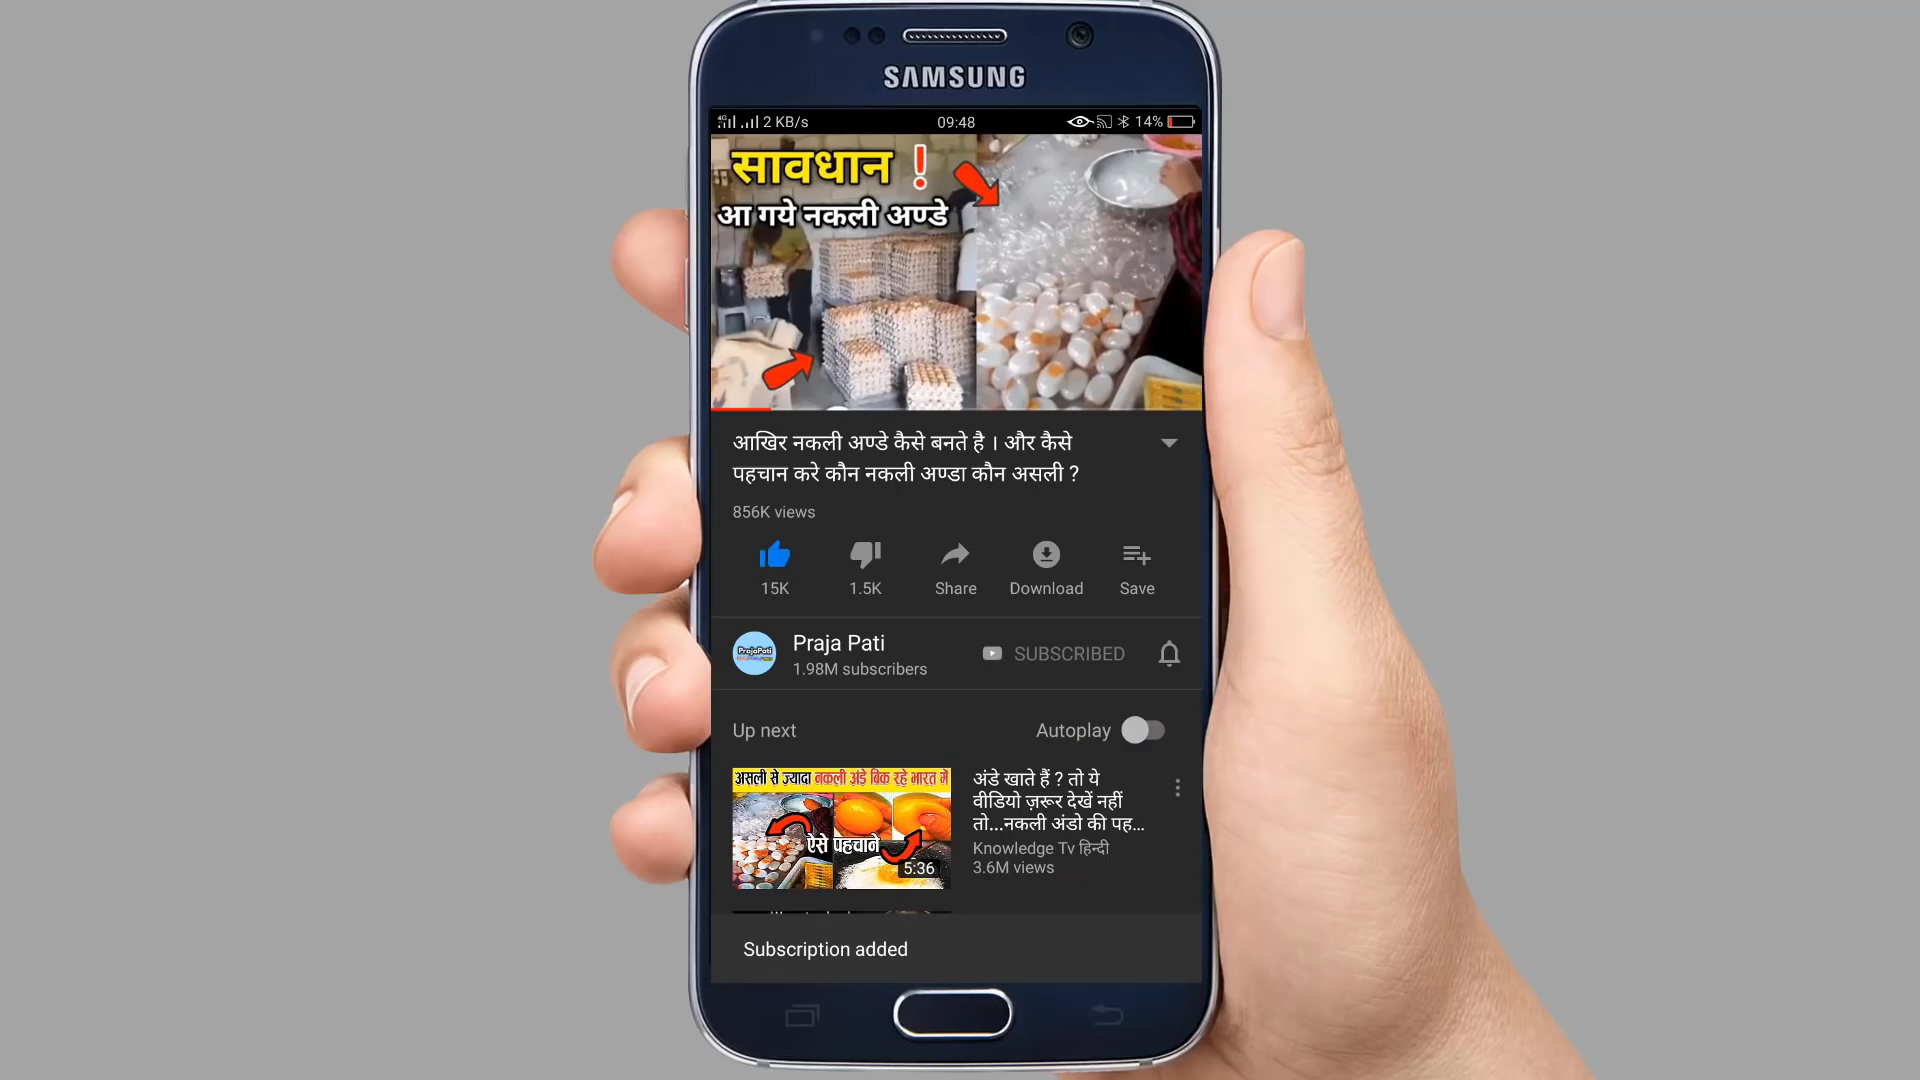 SAMSUNG
4G 2 KB/s 09:48 14%
सावधान !
आ गये नकली अण्डे
आखिर नकली अण्डे कैसे बनते है । और कैसे
पहचान करे कौन नकली अण्डा कौन असली ?
856K views
15K 1.5K Share Download Save
PrajaPati
Praja Pati
1.98M subscribers
SUBSCRIBED
Up next Autoplay
असली से ज्यादा नकली अंडे बिक रहे भारत में
ऐसे पहचाने
5:36
अंडे खाते हैं ? तो ये
वीडियो ज़रूर देखें नहीं
तो...नकली अंडो की पह...
Knowledge Tv हिन्दी
3.6M views
Subscription added